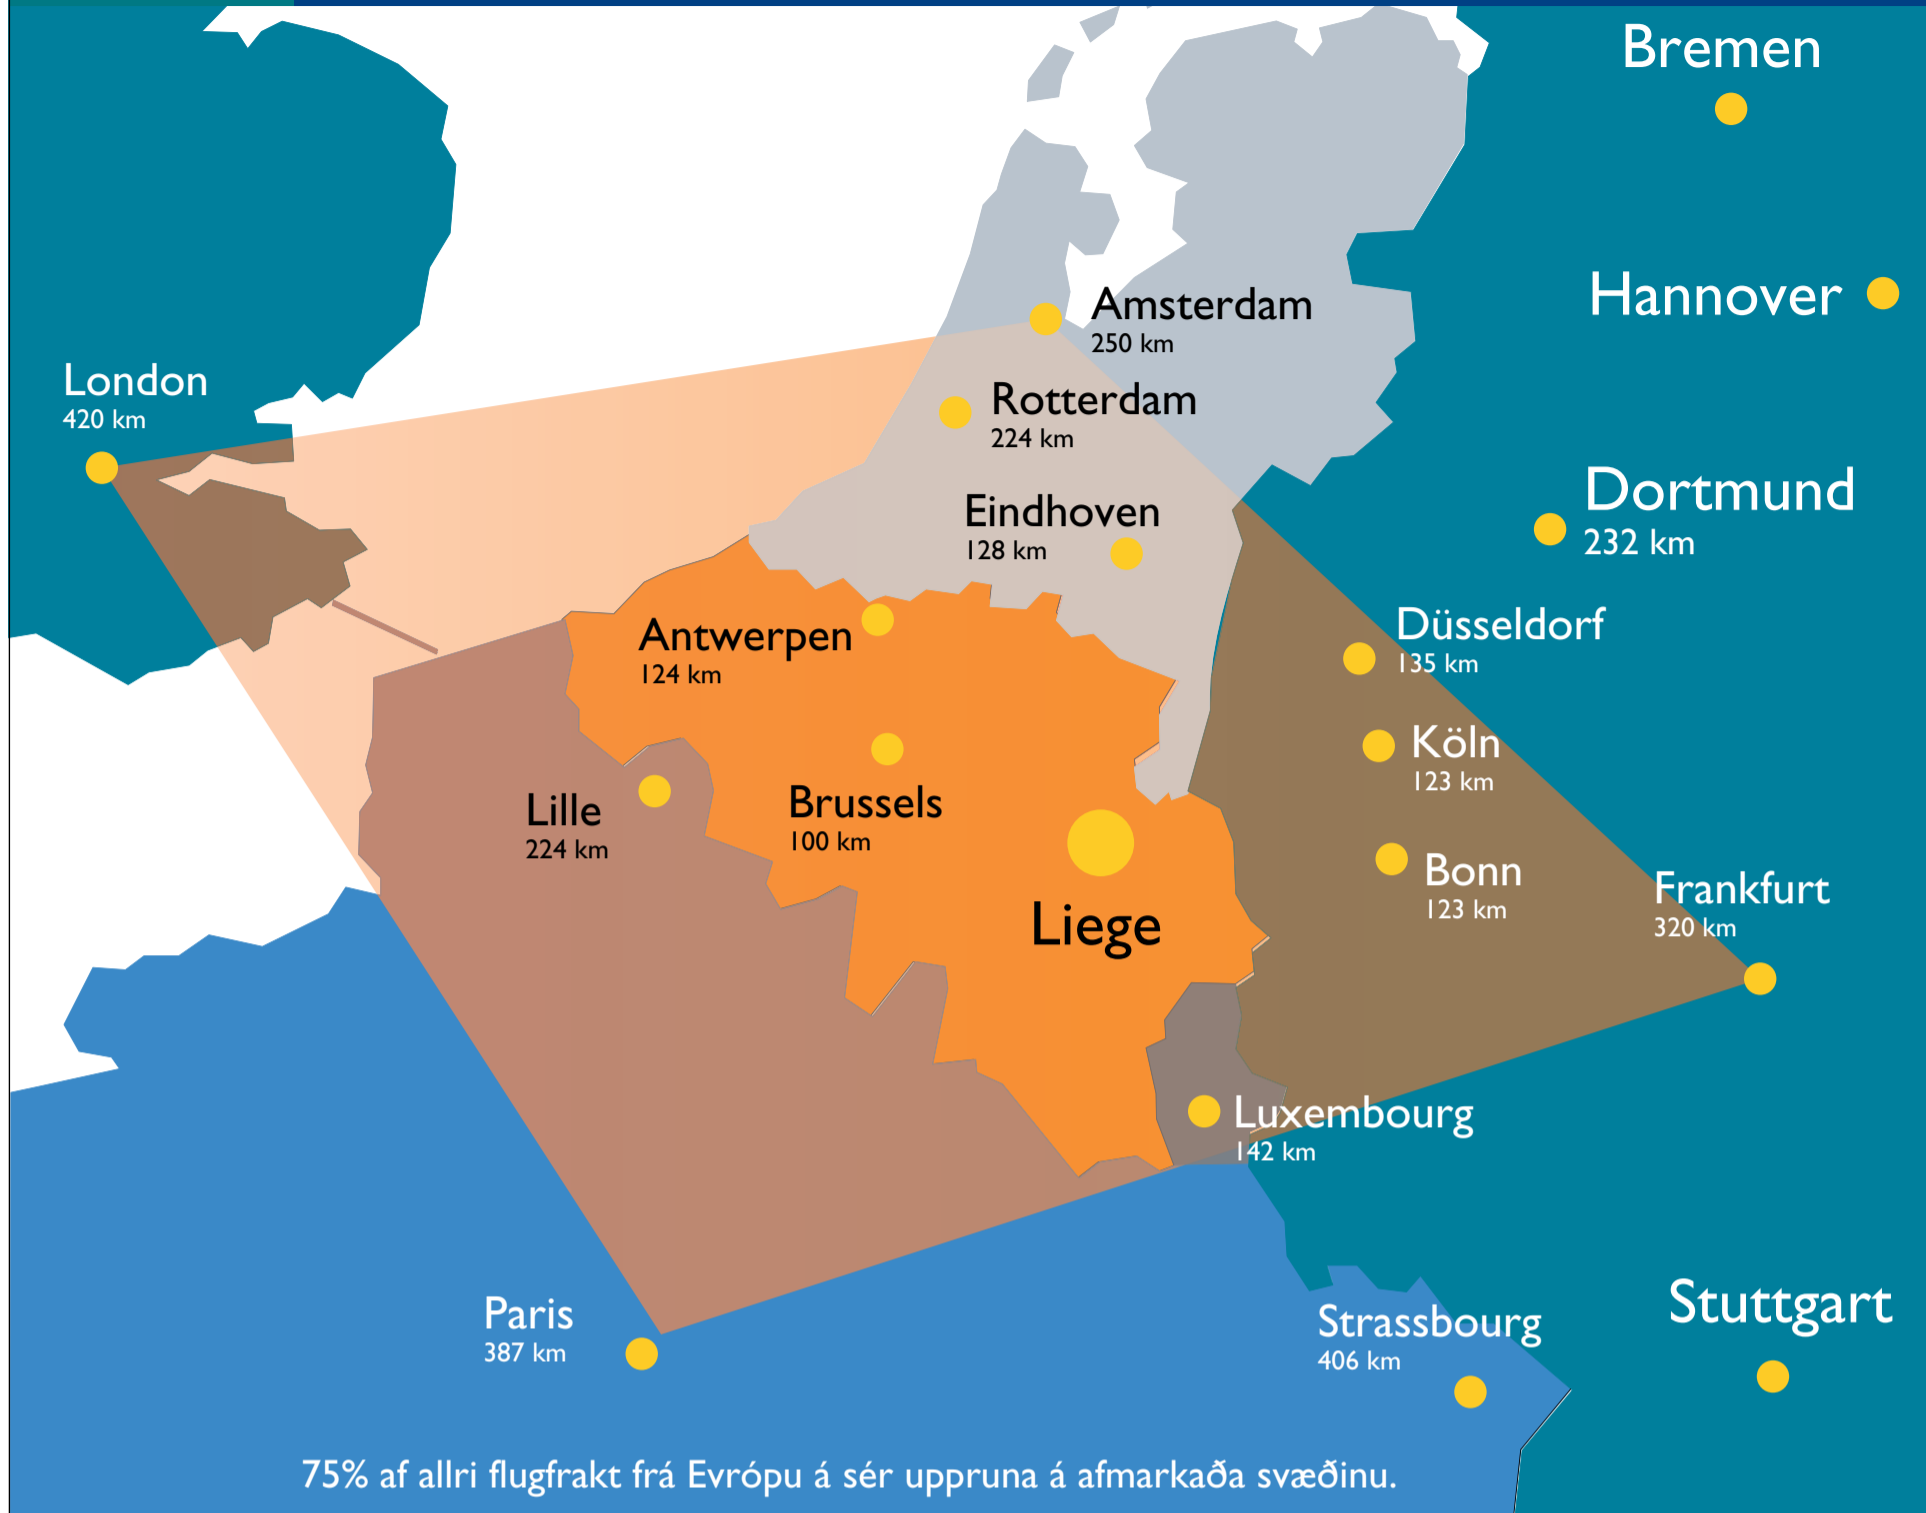 Bremen
Hannover
Amsterdam
250 km
London
420 km
Rotterdam
224 km
Dortmund
232 km
Eindhoven
128 km
Düsseldorf
135 km
Antwerpen
124 km
Köln
123 km
Lille
224 km
Brussels
100 km
Bonn
123 km
Frankfurt
320 km
Liege
Luxembourg
142 km
Paris
387 km
Strassbourg
406 km
Stuttgart
75% af allri flugfrakt frá Evrópu á sér uppruna á afmarkaða svæðinu.